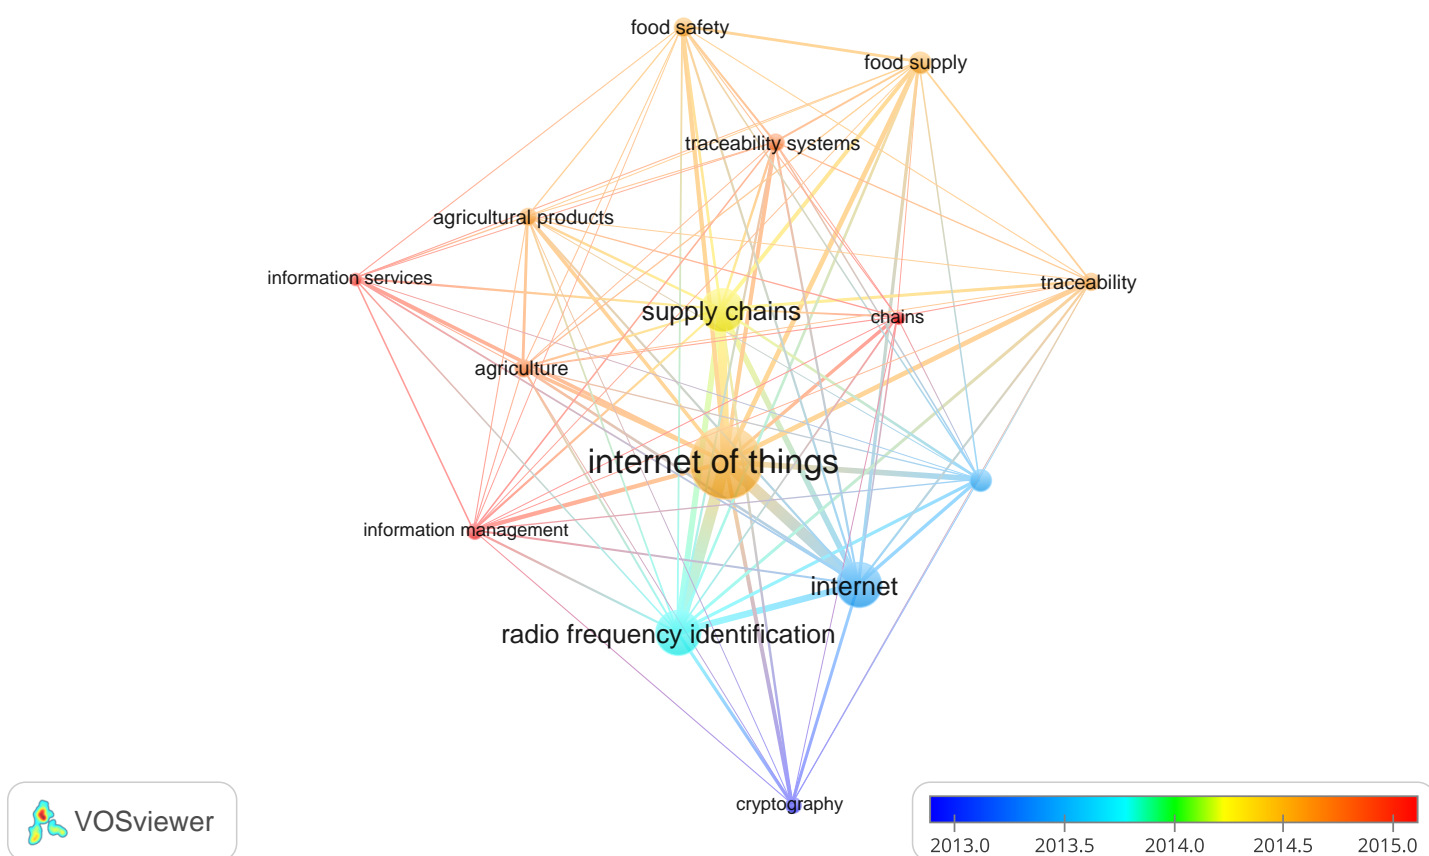 food safety
food supply
traceability systems
agricultural products
information services
traceability
supply chains
chains
agriculture
internet of things
information management
internet
radio frequency identification
cryptography
VOSviewer
2013.0 2013.5 2014.0 2014.5 2015.0